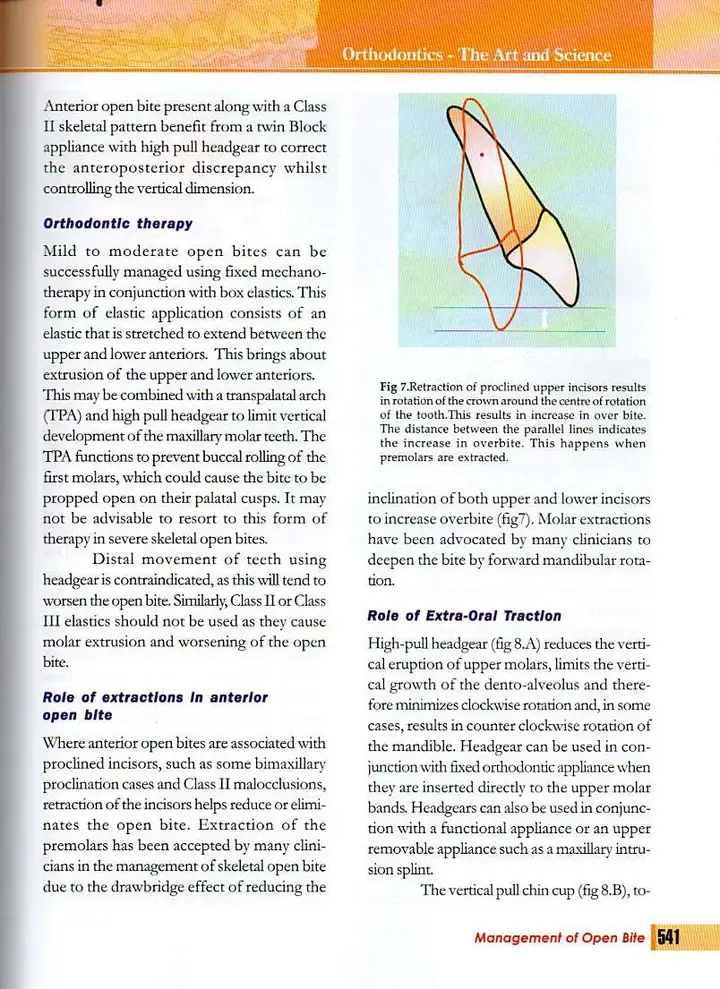 Orthodontics - The Art and Science
Anterior open bite present along with a Class
II skeletal pattern benefit from a twin Block
appliance with high pull headgear to correct
the anteroposterior discrepancy whilst
controlling the vertical dimension.
Orthodontic therapy
Mild to moderate open bites can be
successfully managed using fixed mechano-
therapy in conjunction with box elastics. This
form of elastic application consists of an
elastic that is stretched to extend between the
upper and lower anteriors. This brings about
extrusion of the upper and lower anteriors.
This may be combined with a transpalatal arch
(TPA) and high pull headgear to limit vertical
development of the maxillary molar teeth. The
TPA functions to prevent buccal rolling of the
first molars, which could cause the bite to be
propped open on their palatal cusps. It may
not be advisable to resort to this form of
therapy in severe skeletal open bites.
Distal movement of teeth using
headgear is contraindicated, as this will tend to
worsen the open bite. Similarly, Class II or Class
III elastics should not be used as they cause
molar extrusion and worsening of the open
bite.
Role of extractions in anterior
open bite
Where anterior open bites are associated with
proclined incisors, such as some bimaxillary
proclination cases and Class II malocclusions,
retraction of the incisors helps reduce or elimi-
nates the open bite. Extraction of the
premolars has been accepted by many clini-
cians in the management of skeletal open bite
due to the drawbridge effect of reducing the
Fig 7.Retraction of proclined upper incisors results
in rotation of the crown around the centre of rotation
of the tooth.This results in increase in over bite.
The distance between the parallel lines indicates
the increase in overbite. This happens when
premolars are extracted.
inclination of both upper and lower incisors
to increase overbite (fig7). Molar extractions
have been advocated by many clinicians to
deepen the bite by forward mandibular rota-
tion.
Role of Extra-Oral Traction
High-pull headgear (fig 8.A) reduces the verti-
cal eruption of upper molars, limits the verti-
cal growth of the dento-alveolus and there-
fore minimizes clockwise rotation and, in some
cases, results in counter clockwise rotation of
the mandible. Headgear can be used in con-
junction with fixed orthodontic appliance when
they are inserted directly to the upper molar
bands. Headgears can also be used in conjunc-
tion with a functional appliance or an upper
removable appliance such as a maxillary intru-
sion splint.
The vertical pull chin cup (fig 8.B), to-
Management of Open Bite 541